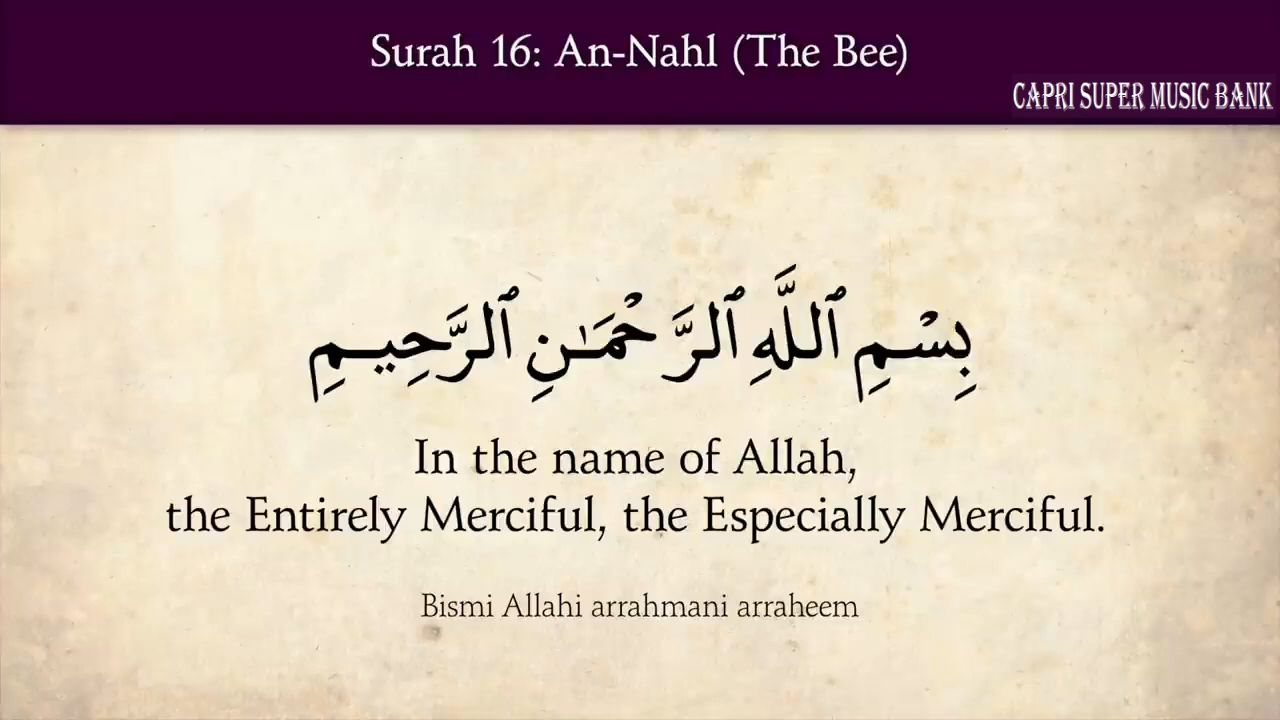 Surah 16: An-Nahl (The Bee)
CAPRI SUPER MUSIC BANK
بِسْمِ ٱللَّهِ ٱلرَّحْمَـٰنِ ٱلرَّحِيمِ
In the name of Allah,
the Entirely Merciful, the Especially Merciful.
Bismi Allahi arrahmani arraheem